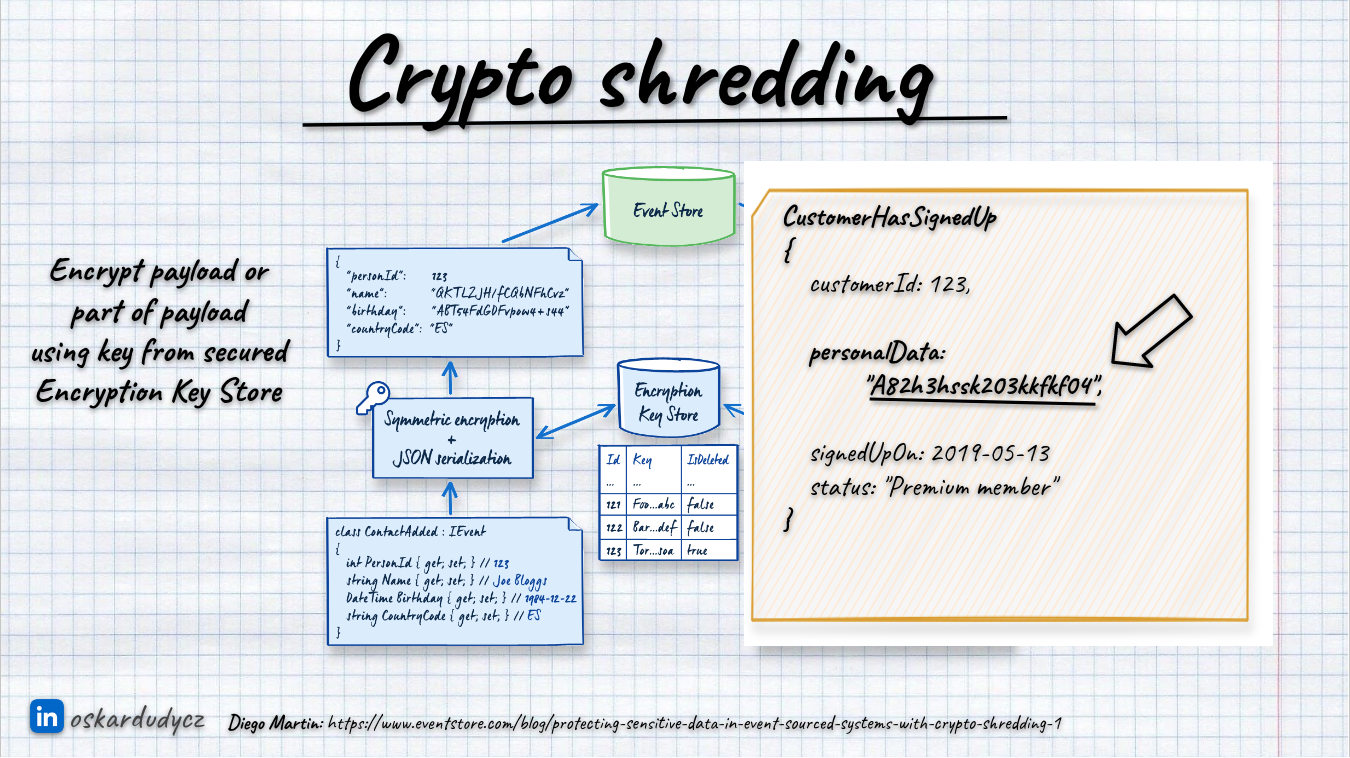 Crypto shredding
Encrypt payload or
part of payload
using key from secured
Encryption Key Store
Event Store
{
"personId": 123
"name": "GKTLZJH/fCGbNFhCvz"
"birthday": "ABT54FdGDFvpow4+s44"
"countryCode": "ES"
}
Symmetric encryption
+
JSON serialization
class ContactAdded : IEvent
{
int PersonId { get; set; } // 123
string Name { get; set; } // Joe Bloggs
DateTime Birthday { get; set; } // 1984-12-22
string CountryCode { get; set; } // ES
}
Encryption
Key Store
Id Key IsDeleted
... ... ...
121 Foo...abc false
122 Bar...def false
123 Tor...soa true
CustomerHasSignedUp
{
customerId: 123,
personalData:
"A82h3hssk203kkfkf04",
signedUpOn: 2019-05-13
status: "Premium member"
}
in oskardudycz
Diego Martin: https://www.eventstore.com/blog/protecting-sensitive-data-in-event-sourced-systems-with-crypto-shredding-1